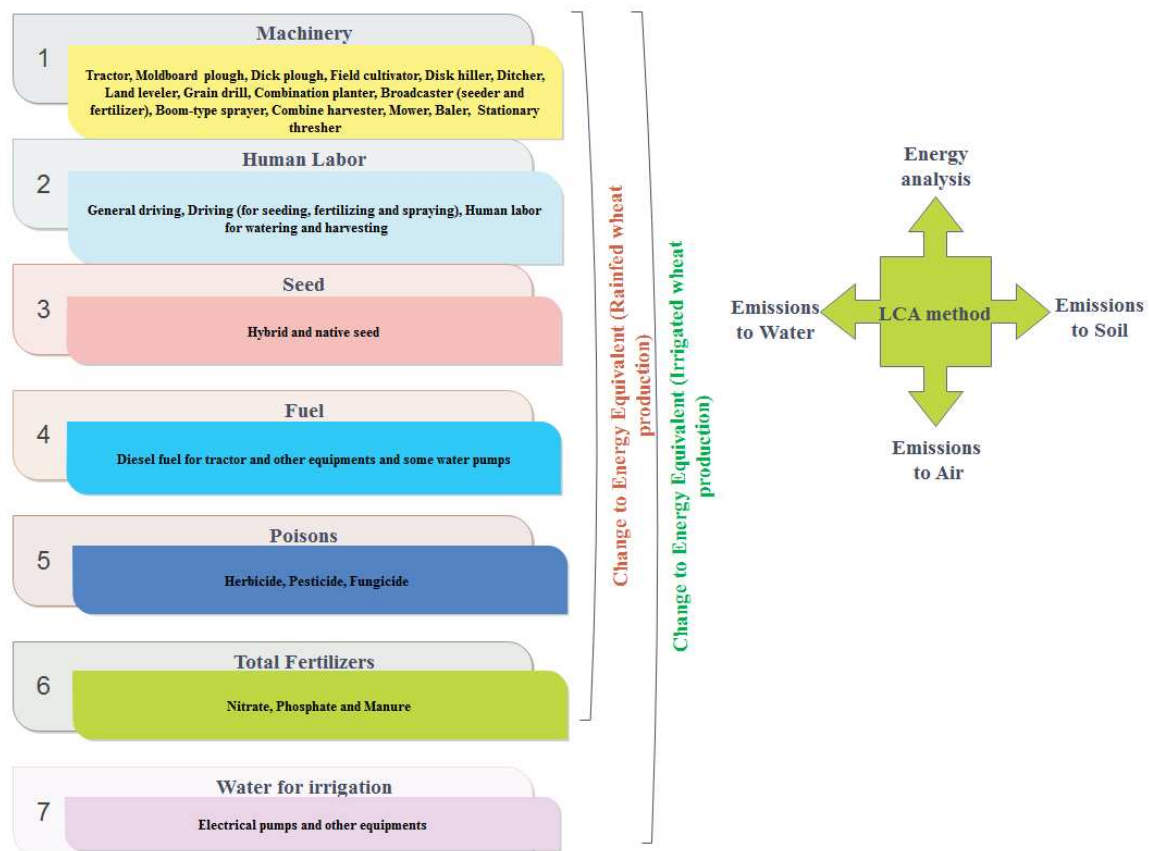 1
Machinery
Tractor, Moldboard plough, Dick plough, Field cultivator, Disk hiller, Ditcher,
Land leveler, Grain drill, Combination planter, Broadcaster (seeder and
fertilizer), Boom-type sprayer, Combine harvester, Mower, Baler, Stationary
thresher
2
Human Labor
General driving, Driving (for seeding, fertilizing and spraying), Human labor
for watering and harvesting
3
Seed
Hybrid and native seed
4
Fuel
Diesel fuel for tractor and other equipments and some water pumps
5
Poisons
Herbicide, Pesticide, Fungicide
6
Total Fertilizers
Nitrate, Phosphate and Manure
7
Water for irrigation
Electrical pumps and other equipments
Change to Energy Equivalent (Rainfed wheat
production)
Change to Energy Equivalent (Irrigated wheat
production)
Energy
analysis
Emissions
to Water
LCA method
Emissions
to Soil
Emissions
to Air